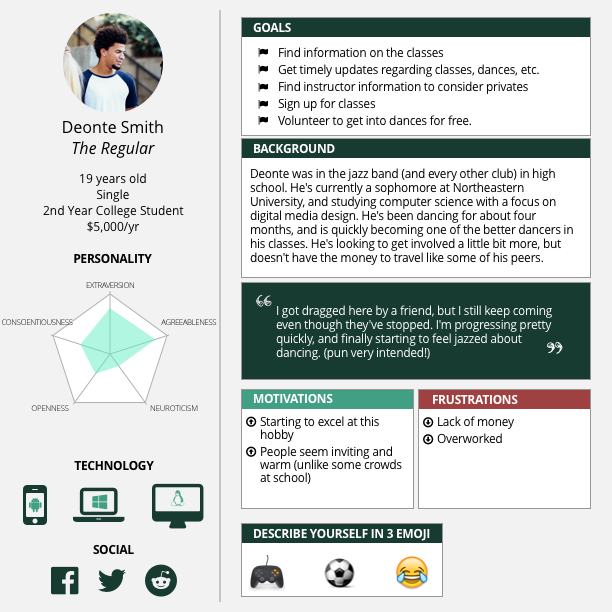 Deonte Smith
The Regular
19 years old
Single
2nd Year College Student
$5,000/yr
PERSONALITY
EXTRAVERSION
CONSCIENTIOUSNESS
AGREEABLENESS
OPENNESS
NEUROTICISM
TECHNOLOGY
SOCIAL
GOALS
Find information on the classes
Get timely updates regarding classes, dances, etc.
Find instructor information to consider privates
Sign up for classes
Volunteer to get into dances for free.
BACKGROUND
Deonte was in the jazz band (and every other club) in high
school. He's currently a sophomore at Northeastern
University, and studying computer science with a focus on
digital media design. He's been dancing for about four
months, and is quickly becoming one of the better dancers in
his classes. He's looking to get involved a little bit more, but
doesn't have the money to travel like some of his peers.
“
I got dragged here by a friend, but I still keep coming
even though they've stopped. I'm progressing pretty
quickly, and finally starting to feel jazzed about
dancing. (pun very intended!)
”
MOTIVATIONS
Starting to excel at this
hobby
People seem inviting and
warm (unlike some crowds
at school)
FRUSTRATIONS
Lack of money
Overworked
DESCRIBE YOURSELF IN 3 EMOJI